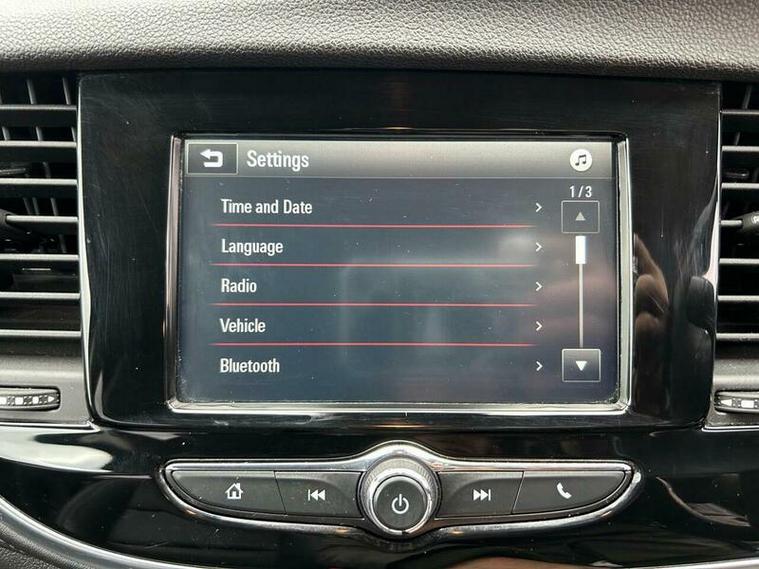 Settings
1/3
Time and Date
Language
Radio
Vehicle
Bluetooth